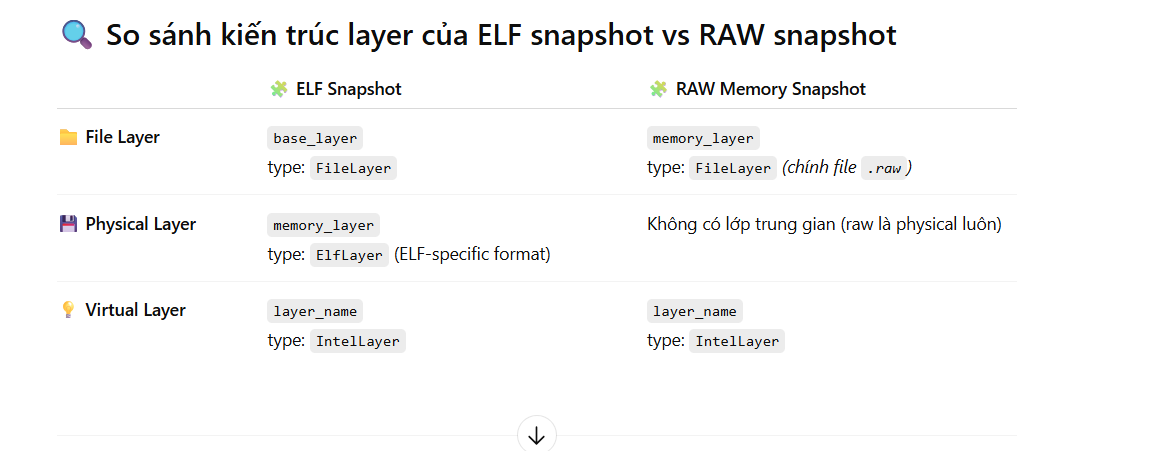 So sánh kiến trúc layer của ELF snapshot vs RAW snapshot
ELF Snapshot
RAW Memory Snapshot
File Layer
base_layer
type: FileLayer
memory_layer
type: FileLayer (chính file .raw)
Physical Layer
memory_layer
type: ElfLayer (ELF-specific format)
Không có lớp trung gian (raw là physical luôn)
Virtual Layer
layer_name
type: IntelLayer
layer_name
type: IntelLayer